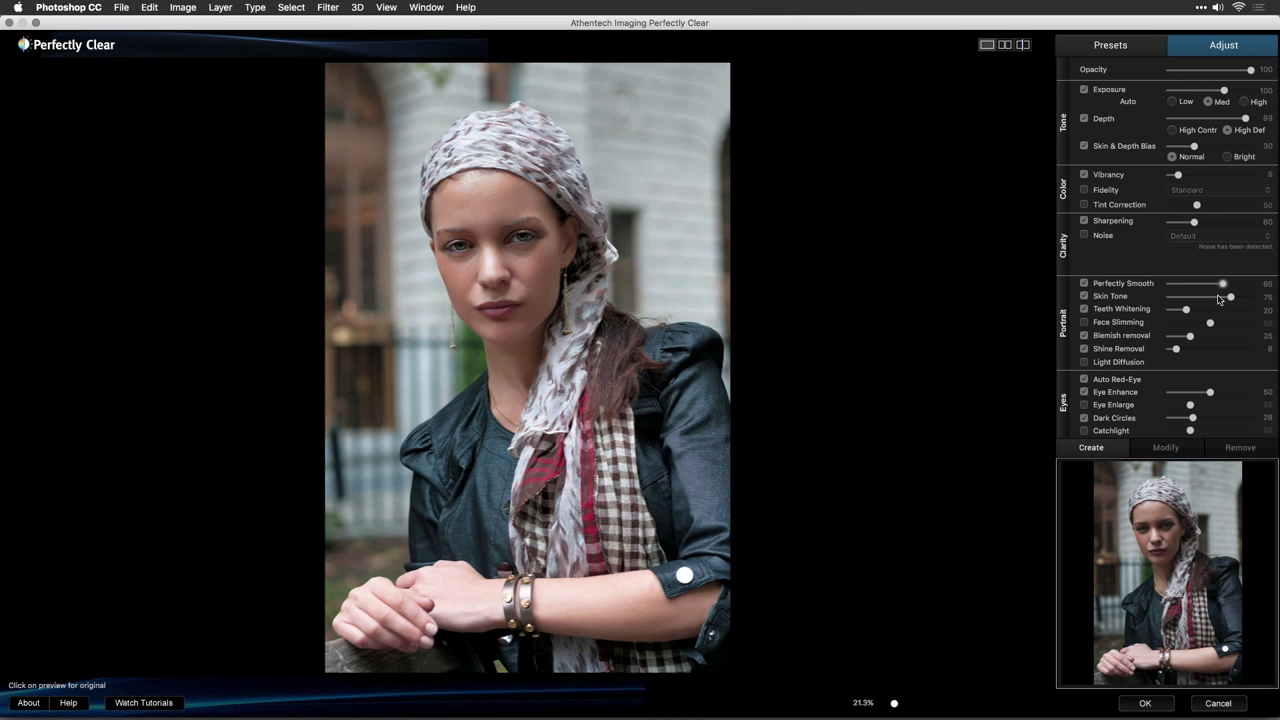 Photoshop CC File Edit Image Layer Type Select Filter 3D View Window Help
Athentech Imaging Perfectly Clear
Perfectly Clear
Presets Adjust
Opacity 100
Tone
Exposure 100
Auto Low Med High
Depth 93
High Contr High Def
Skin & Depth Bias 30
Normal Bright
Color
Vibrancy 5
Fidelity Standard
Tint Correction 50
Clarity
Sharpening 60
Noise Default
Noise has been detected.
Portrait
Perfectly Smooth 65
Skin Tone 75
Teeth Whitening 20
Face Slimming 50
Blemish removal 25
Shine Removal 8
Light Diffusion
Eyes
Auto Red-Eye
Eye Enhance 50
Eye Enlarge 25
Dark Circles 28
Catchlight 25
Create Modify Remove
Click on preview for original
About Help Watch Tutorials 21.3% OK Cancel